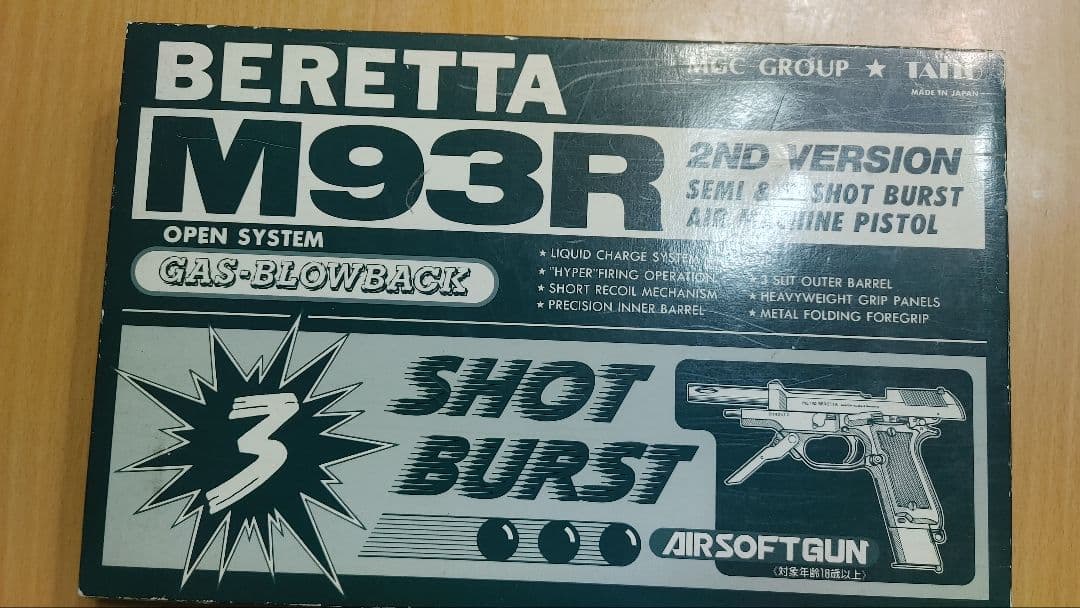 BERETTA
MGC GROUP ★ TAITO
MADE IN JAPAN
M93R
2ND VERSION
SEMI & SHOT BURST
AIR MACHINE PISTOL
OPEN SYSTEM
GAS-BLOWBACK
★ LIQUID CHARGE SYSTEM
★ "HYPER" FIRING OPERATION
★ SHORT RECOIL MECHANISM
★ PRECISION INNER BARREL
★ 3 SLIT OUTER BARREL
★ HEAVYWEIGHT GRIP PANELS
★ METAL FOLDING FOREGRIP
3
SHOT
BURST
AIRSOFTGUN
〈対象年齢18歳以上〉